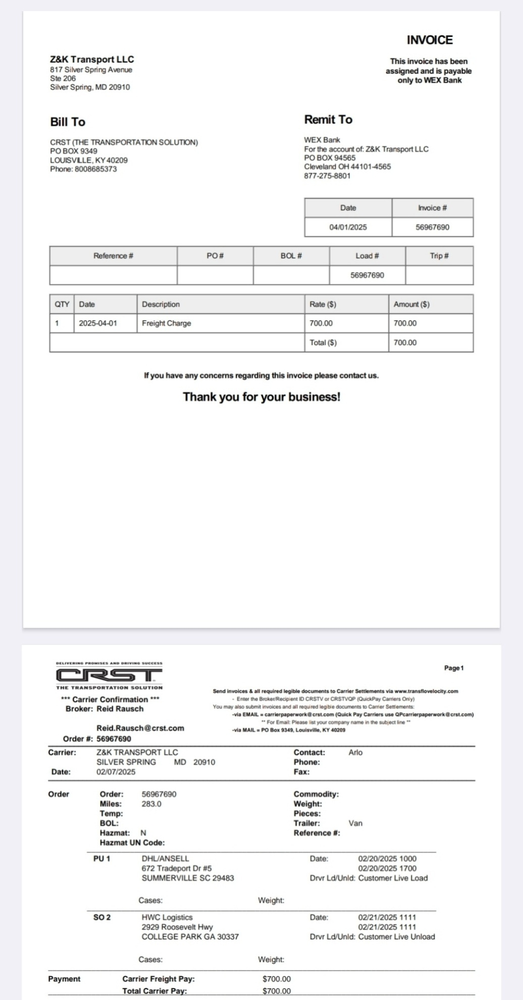 INVOICE
Z&K Transport LLC
817 Silver Spring Avenue
Ste 206
Silver Spring, MD 20910
This invoice has been
assigned and is payable
only to WEX Bank
Bill To
CRST (THE TRANSPORTATION SOLUTION)
PO BOX 9349
LOUISVILLE, KY 40209
Phone: 8008685373
Remit To
WEX Bank
For the account of: Z&K Transport LLC
PO BOX 94565
Cleveland OH 44101-4565
877-275-8801
Date Invoice #
04/01/2025 56967690
Reference # PO # BOL # Load # Trip #
56967690
QTY Date Description Rate ($) Amount ($)
1 2025-04-01 Freight Charge 700.00 700.00
Total ($) 700.00
If you have any concerns regarding this invoice please contact us.
Thank you for your business!
DELIVERING PROMISES AND DRIVING SUCCESS
CRST
THE TRANSPORTATION SOLUTION
Page 1
*** Carrier Confirmation ***
Broker: Reid Rausch
Reid.Rausch@crst.com
Order #: 56967690
Send invoices & all required legible documents to Carrier Settlements via www.transflovelocity.com
- Enter the Broker/Recipient ID CRSTV or CRSTVQP (QuickPay Carriers Only)
You may also submit invoices and all required legible documents to Carrier Settlements:
-via EMAIL = carrierpaperwork@crst.com (Quick Pay Carriers use QPcarrierpaperwork@crst.com)
** For Email: Please list your company name in the subject line **
-via MAIL = PO Box 9349, Louisville, KY 40209
Carrier: Z&K TRANSPORT LLC Contact: Arlo
SILVER SPRING MD 20910 Phone:
Date: 02/07/2025 Fax:
Order Order: 56967690 Commodity:
Miles: 283.0 Weight:
Temp: Pieces:
BOL: Trailer: Van
Hazmat: N Reference #:
Hazmat UN Code:
PU 1 DHL/ANSELL Date: 02/20/2025 1000
672 Tradeport Dr #5 02/20/2025 1700
SUMMERVILLE SC 29483 Drvr Ld/Unld: Customer Live Load
Cases: Weight:
SO 2 HWC Logistics Date: 02/21/2025 1111
2929 Roosevelt Hwy 02/21/2025 1111
COLLEGE PARK GA 30337 Drvr Ld/Unld: Customer Live Unload
Cases: Weight:
Payment Carrier Freight Pay: $700.00
Total Carrier Pay: $700.00